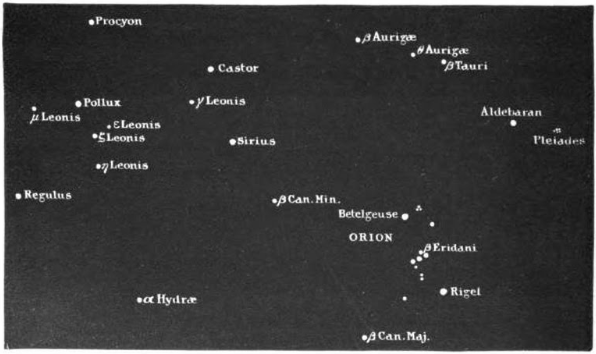 Procyon
β Aurigæ
θ Aurigæ
β Tauri
Castor
Pollux
γ Leonis
μ Leonis
ε Leonis
ζ Leonis
Aldebaran
Pleiades
Sirius
η Leonis
Regulus
β Can. Min.
Betelgeuse
ORION
β Eridani
α Hydræ
Rigel
β Can. Maj.